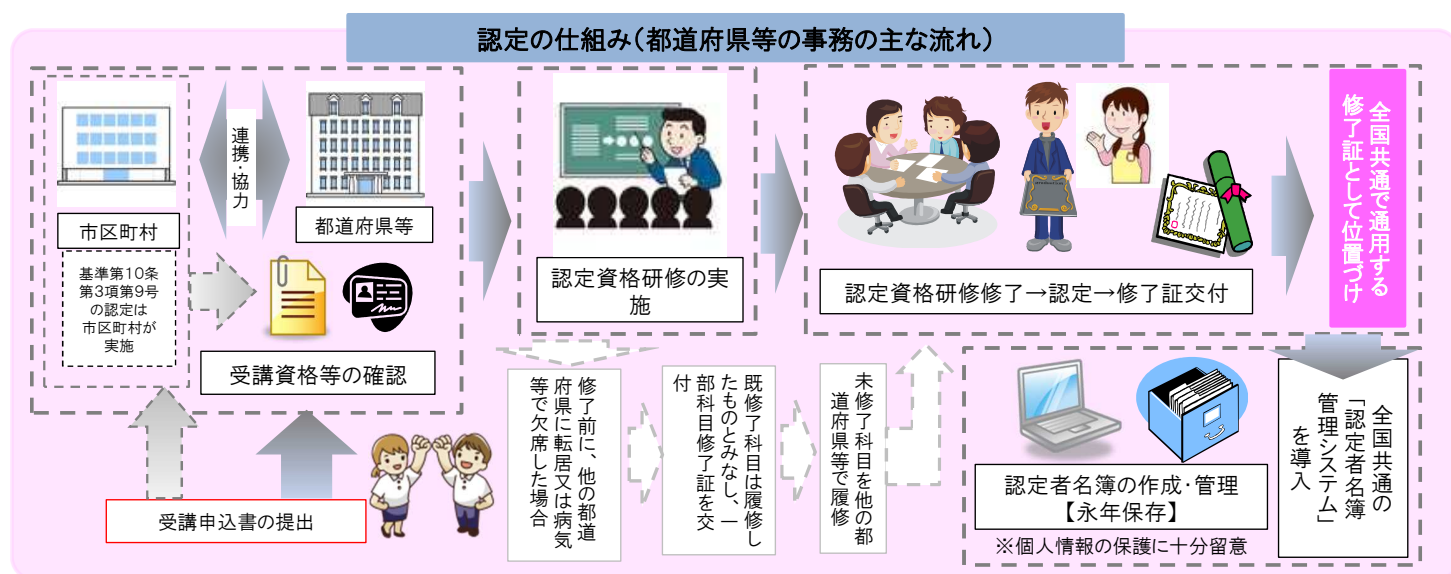 認定の仕組み（都道府県等の事務の主な流れ）
市区町村
連携・協力
都道府県等
基準第10条
第3項第9号
の認定は
市区町村が
実施
受講資格等の確認
受講申込書の提出
認定資格研修の実
施
認定資格研修修了→認定→修了証交付
全国共通で通用する
修了証として位置づけ
修了前に、他の都道
府県に転居又は病気
等で欠席した場合
既修了科目は履修し
たものとみなし、一
部科目修了証を交
付
未修了科目を他の都
道府県等で履修
認定者名簿の作成・管理
【永年保存】
※個人情報の保護に十分留意
全国共通の
「認定者名簿
管理システム」
を導入